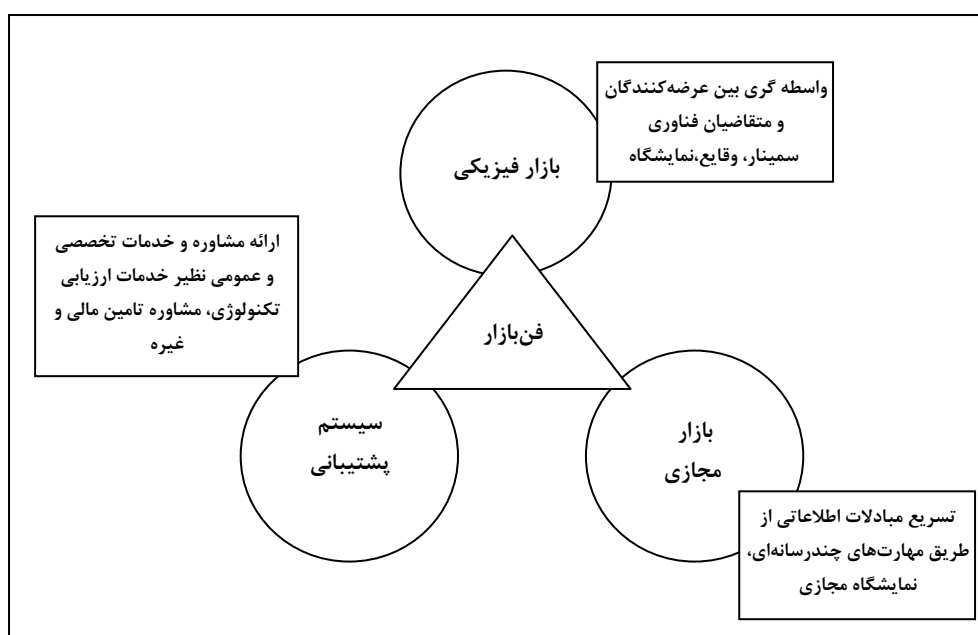 واسطه گری بین عرضه‌کنندگان
و متقاضیان فناوری
سمینار، وقایع،نمایشگاه
بازار فیزیکی
ارائه مشاوره و خدمات تخصصی
و عمومی نظیر خدمات ارزیابی
تکنولوژی، مشاوره تامین مالی و
غیره
فن‌بازار
سیستم
پشتیبانی
بازار
مجازی
تسریع مبادلات اطلاعاتی از
طریق مهارت‌های چندرسانه‌ای،
نمایشگاه مجازی